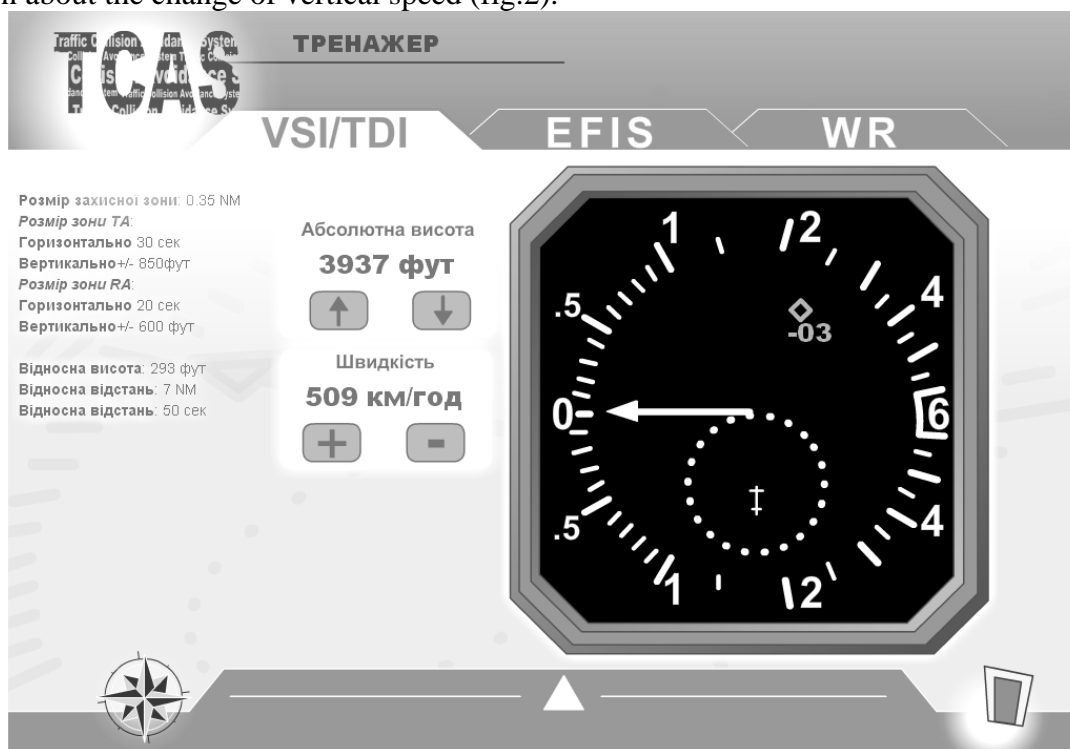 n about the change of vertical speed (fig.2).
TCAS
ТРЕНАЖЕР
VSI/TDI
EFIS
WR
Розмір захисної зони: 0.35 NM
Розмір зони TA:
Горизонтально 30 сек
Вертикально+/- 850фут
Розмір зони RA:
Горизонтально 20 сек
Вертикально+/- 600 фут
Відносна висота: 293 фут
Відносна відстань: 7 NM
Відносна відстань: 50 сек
Абсолютна висота
3937 фут
Швидкість
509 км/год
+ -
1 2
.5 4
-03
0 6
.5 4
1 2